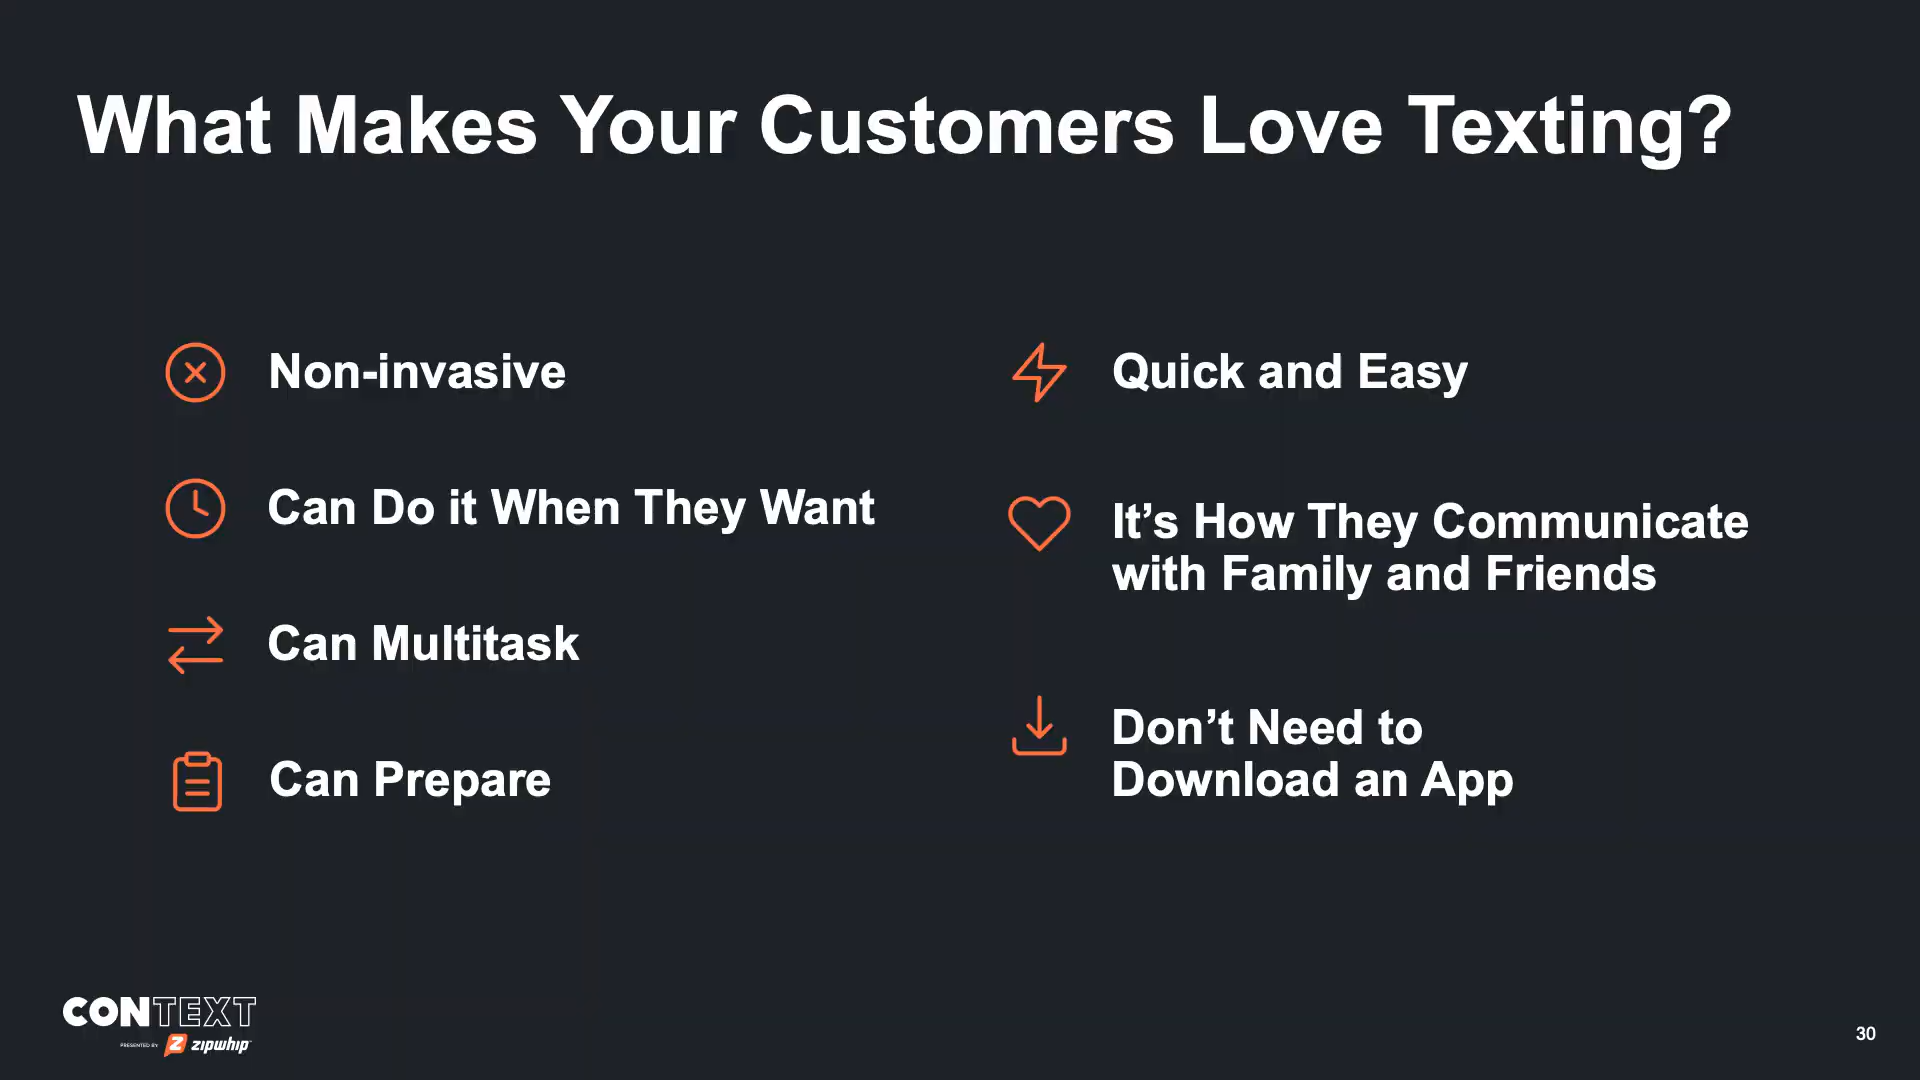 What Makes Your Customers Love Texting?
Non-invasive
Can Do it When They Want
Can Multitask
Can Prepare
Quick and Easy
It’s How They Communicate
with Family and Friends
Don’t Need to
Download an App
CONTEXT
PRESENTED BY zipwhip
30